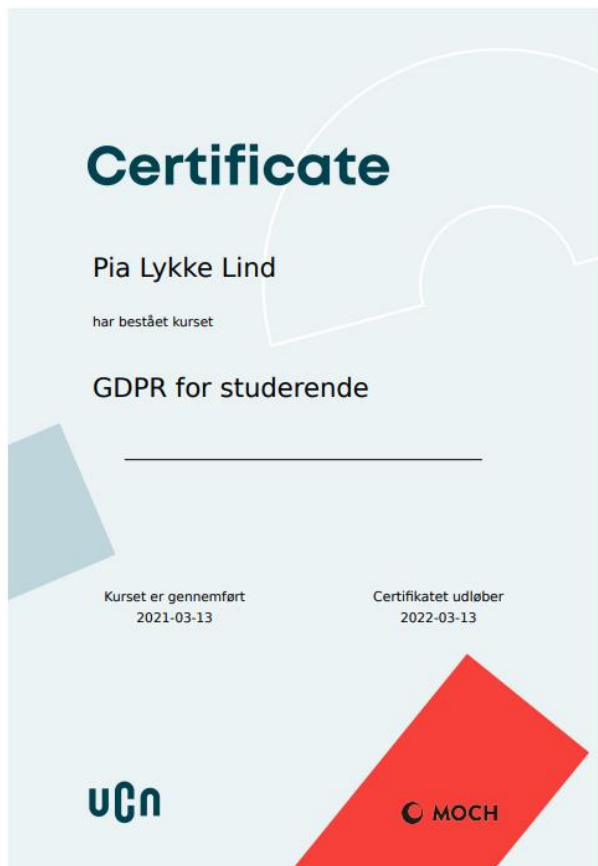 Certificate
Pia Lykke Lind
har bestået kurset
GDPR for studerende
Kurset er gennemført
2021-03-13
Certifikatet udløber
2022-03-13
ucn
MOCH